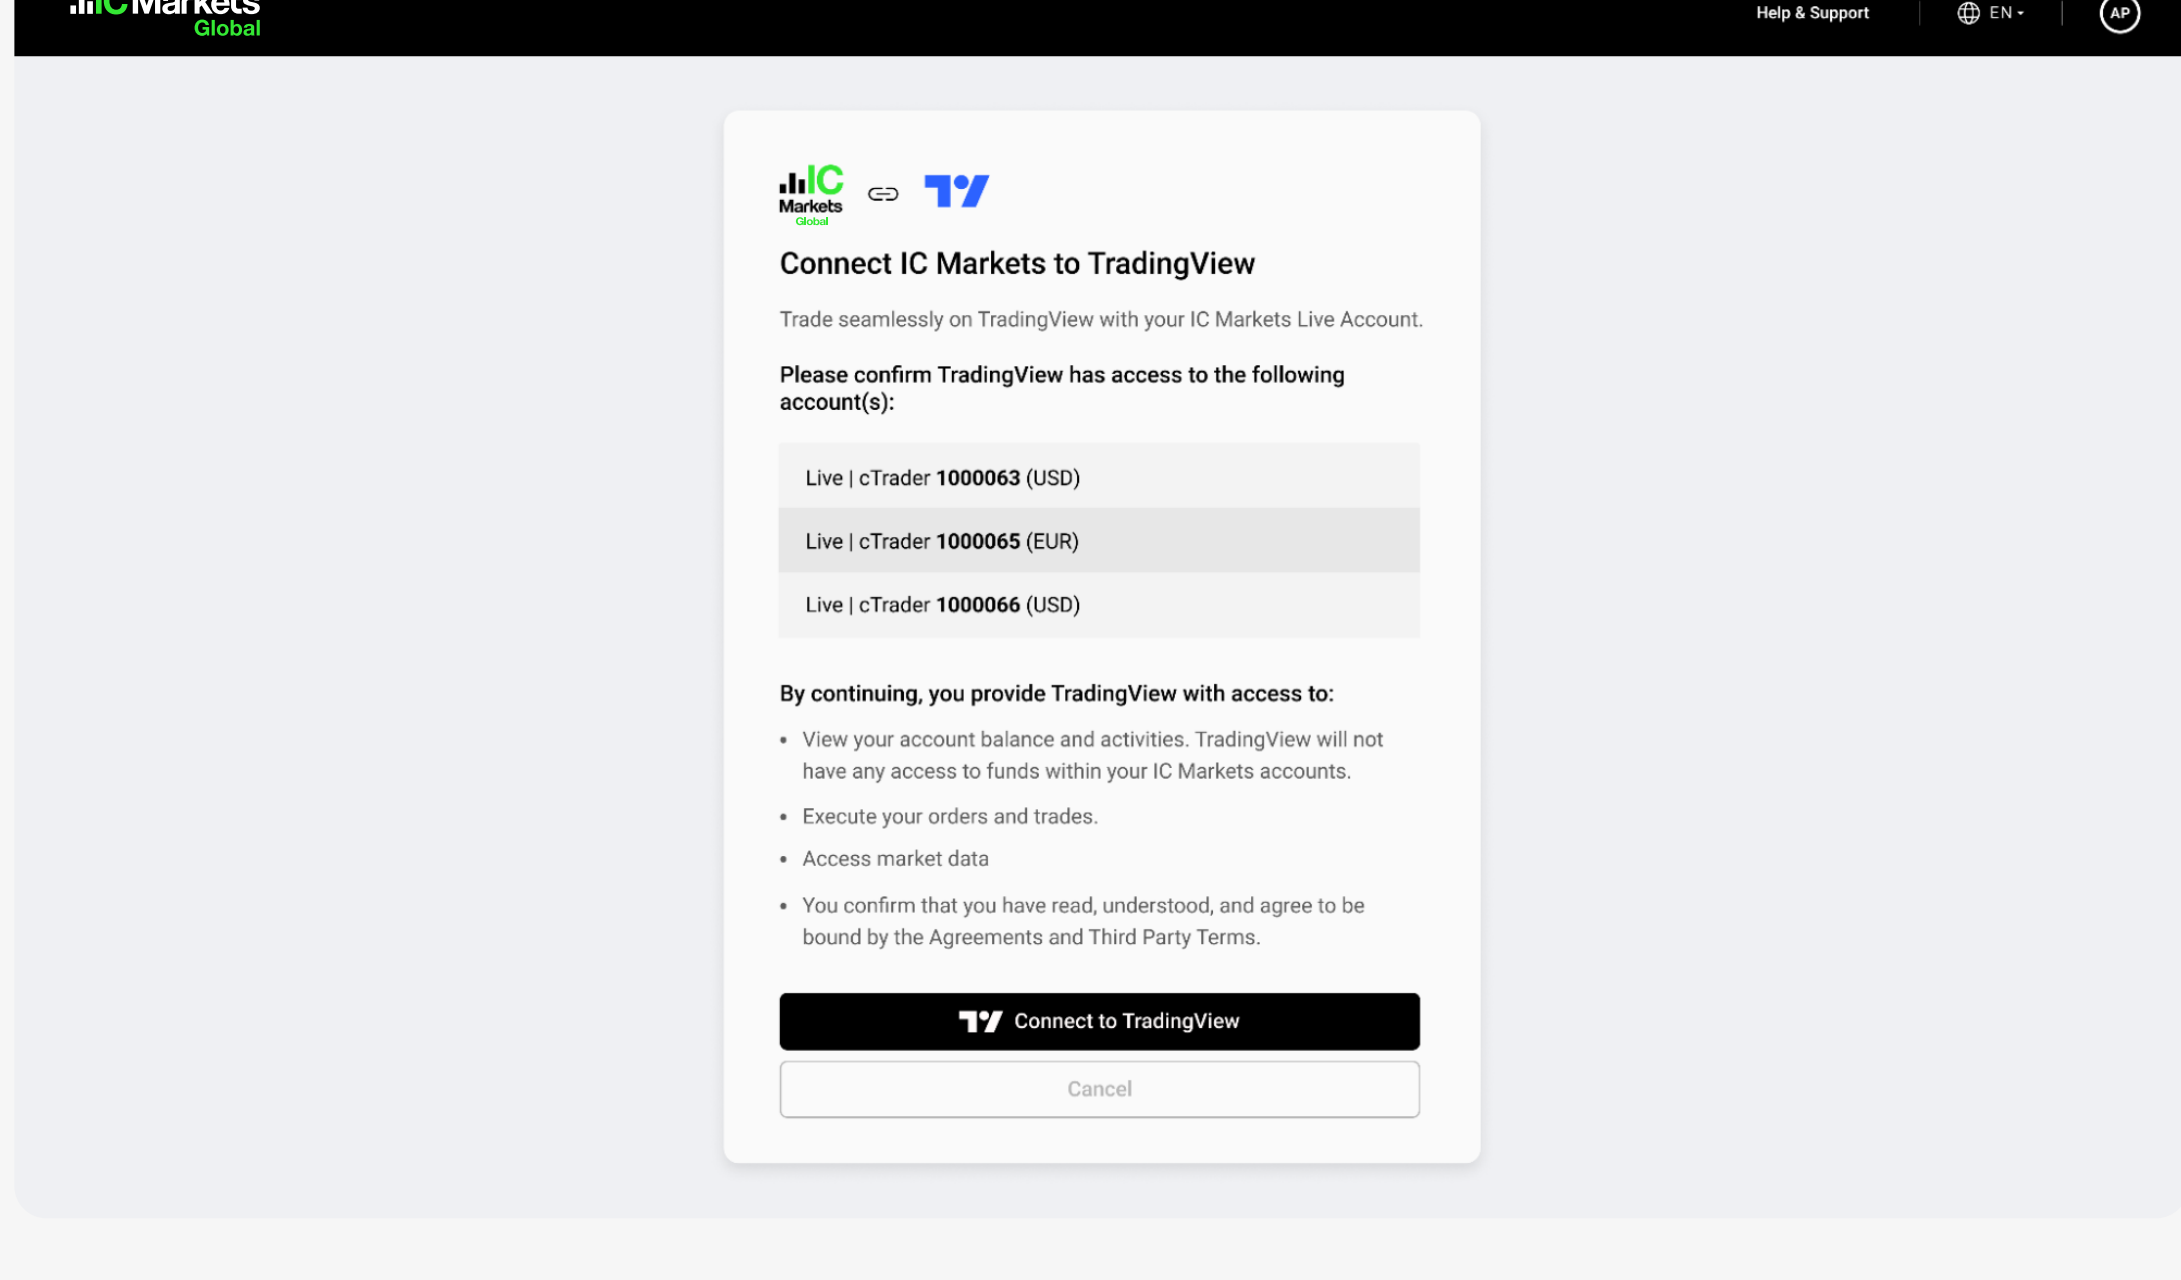 IC Markets
Global
Help & Support
EN
AP
IC
Markets
Global
Connect IC Markets to TradingView
Trade seamlessly on TradingView with your IC Markets Live Account.
Please confirm TradingView has access to the following
account(s):
Live | cTrader 1000063 (USD)
Live | cTrader 1000065 (EUR)
Live | cTrader 1000066 (USD)
By continuing, you provide TradingView with access to:
• View your account balance and activities. TradingView will not
have any access to funds within your IC Markets accounts.
• Execute your orders and trades.
• Access market data
• You confirm that you have read, understood, and agree to be
bound by the Agreements and Third Party Terms.
Connect to TradingView
Cancel